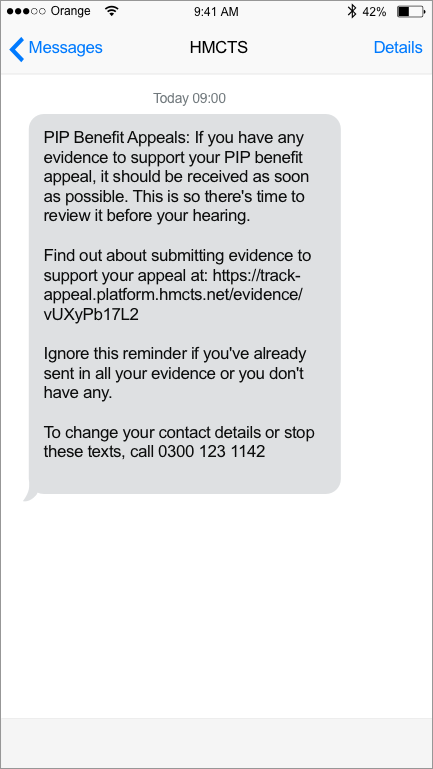 Orange 9:41 AM 42%
Messages HMCTS Details
Today 09:00
PIP Benefit Appeals: If you have any
evidence to support your PIP benefit
appeal, it should be received as soon
as possible. This is so there's time to
review it before your hearing.
Find out about submitting evidence to
support your appeal at: https://track-
appeal.platform.hmcts.net/evidence/
vUXyPb17L2
Ignore this reminder if you've already
sent in all your evidence or you don't
have any.
To change your contact details or stop
these texts, call 0300 123 1142